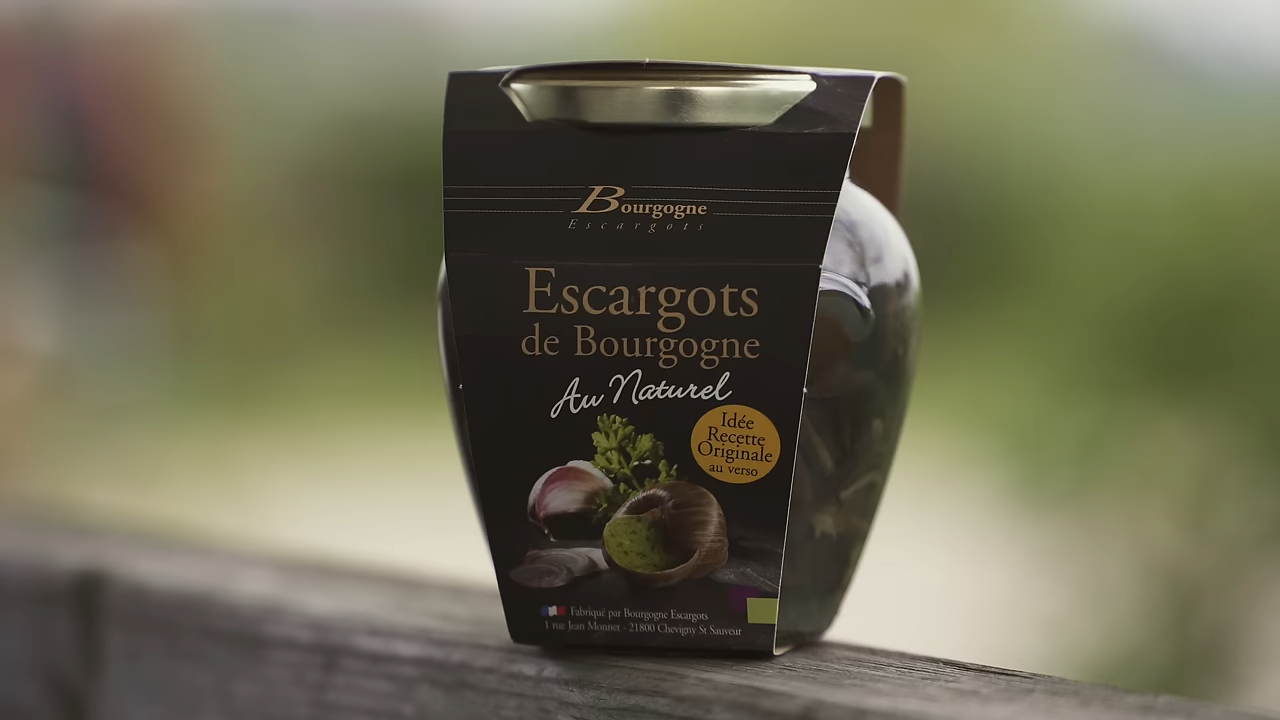 Bourgogne
Escargots
Escargots
de Bourgogne
Au Naturel
Idée
Recette
Originale
au verso
Fabriqué par Bourgogne Escargots
1 rue Jean Monnet - 21800 Chevigny St Sauveur